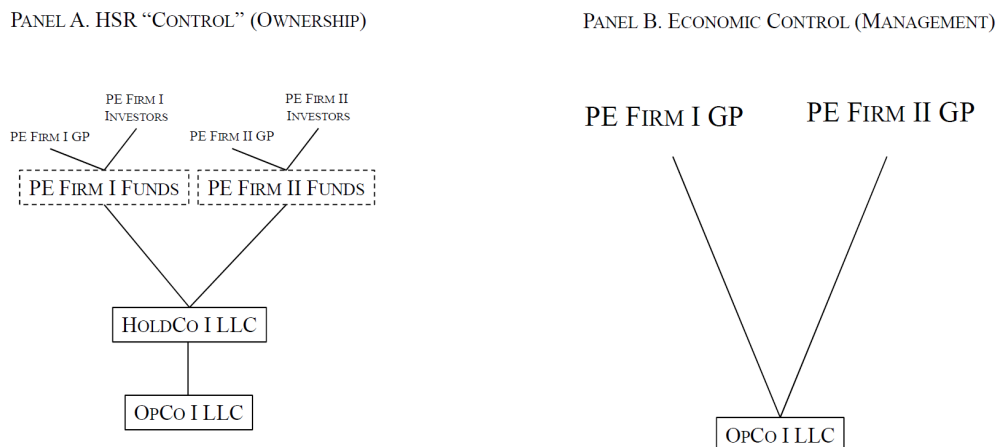 PANEL A. HSR “CONTROL” (OWNERSHIP)
PE FIRM I
INVESTORS
PE FIRM I GP
PE FIRM II
INVESTORS
PE FIRM II GP
PE FIRM I FUNDS
PE FIRM II FUNDS
HOLDCO I LLC
OPCO I LLC
PANEL B. ECONOMIC CONTROL (MANAGEMENT)
PE FIRM I GP
PE FIRM II GP
OPCO I LLC